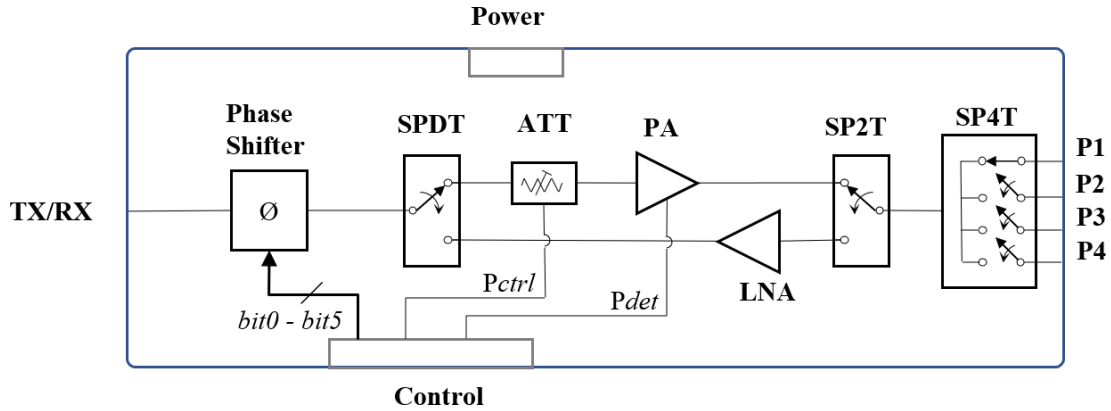 Power
Phase
Shifter
SPDT
ATT
PA
SP2T
SP4T
P1
P2
P3
P4
TX/RX
Ø
LNA
Pctrl
Pdet
bit0 - bit5
Control